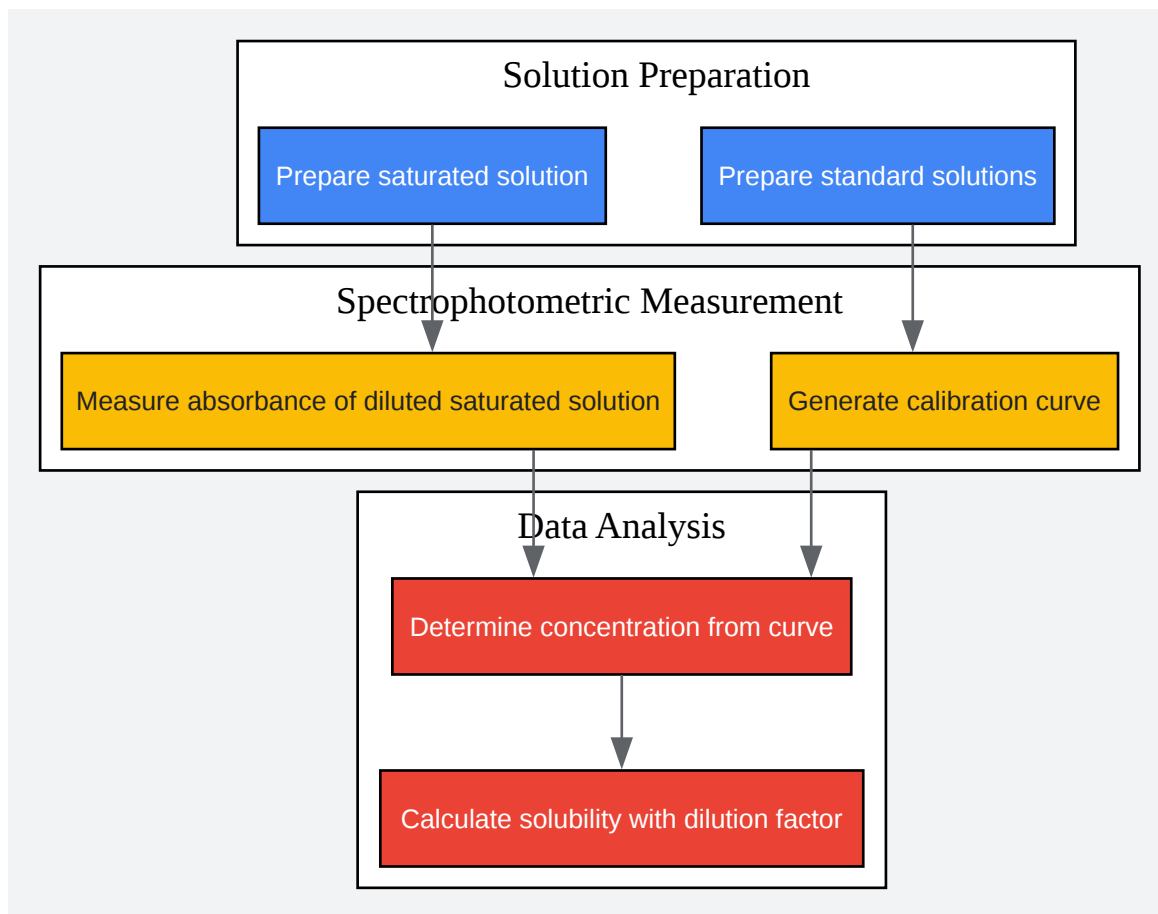 Solution Preparation
Prepare saturated solution
Prepare standard solutions
Spectrophotometric Measurement
Measure absorbance of diluted saturated solution
Generate calibration curve
Data Analysis
Determine concentration from curve
Calculate solubility with dilution factor